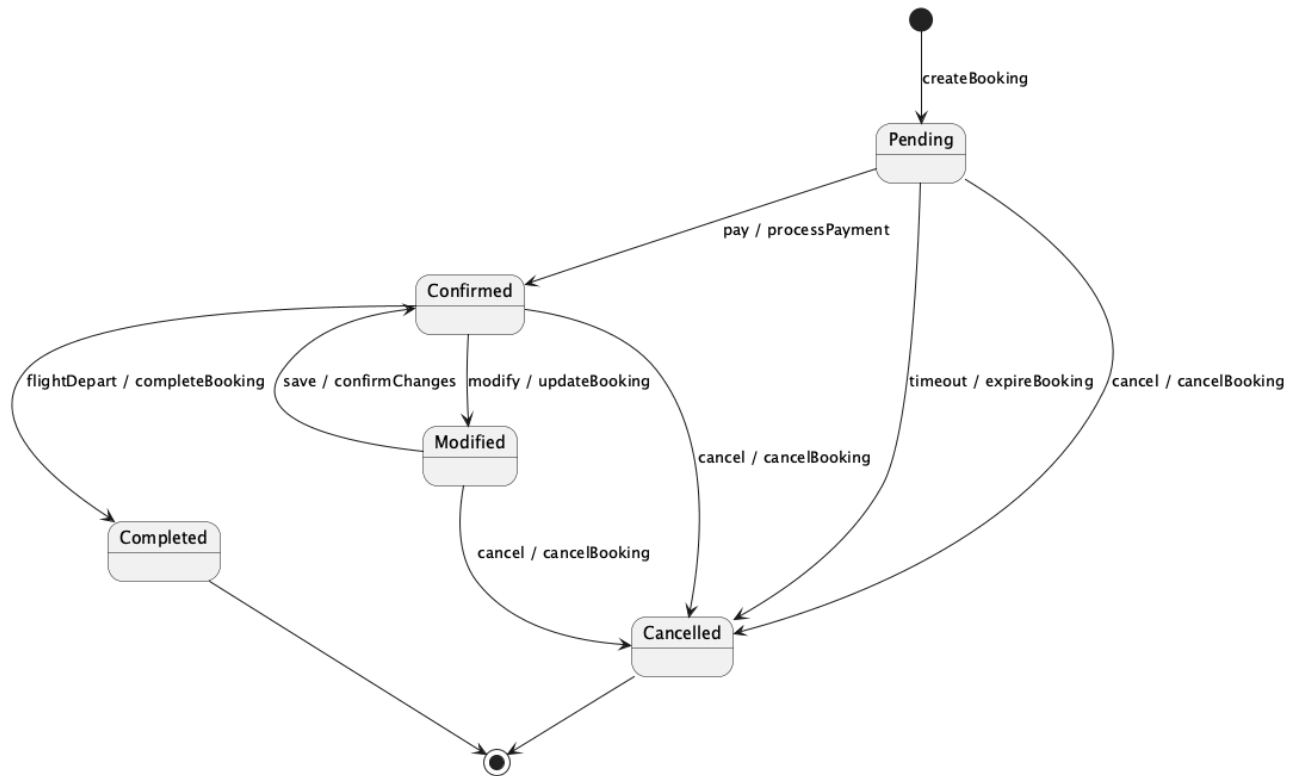 createBooking
Pending
pay / processPayment
Confirmed
flightDepart / completeBooking
save / confirmChanges
modify / updateBooking
timeout / expireBooking
cancel / cancelBooking
Modified
cancel / cancelBooking
Completed
cancel / cancelBooking
Cancelled